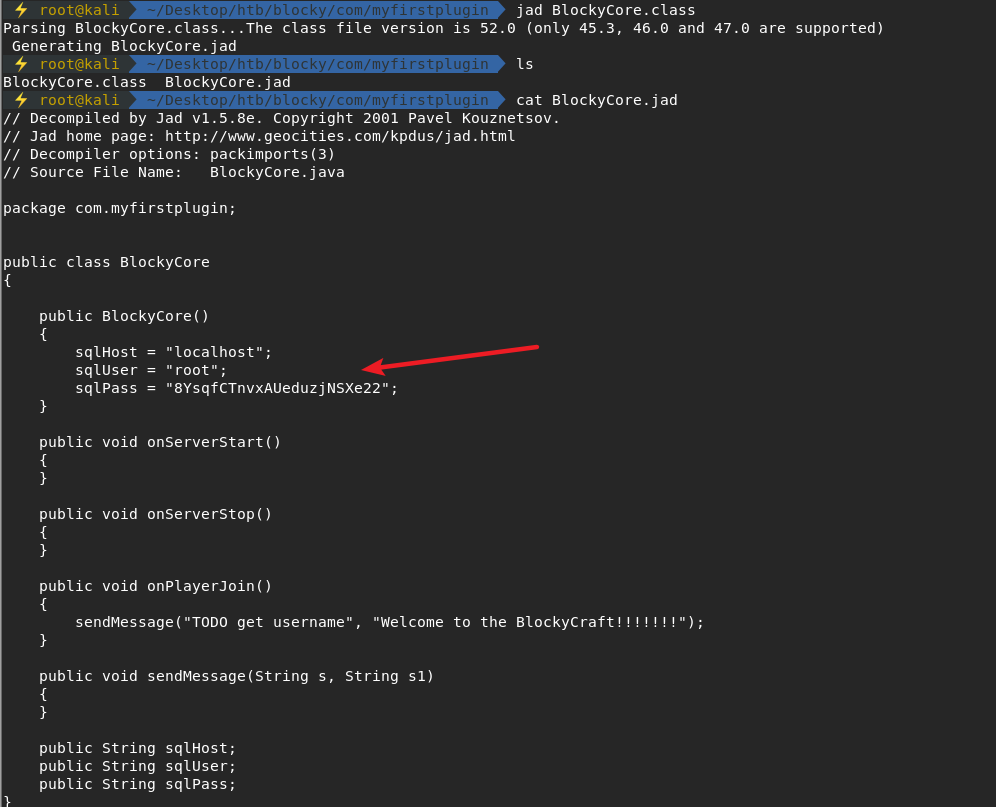 ⚡ root@kali ~/Desktop/htb/blocky/com/myfirstplugin jad BlockyCore.class
Parsing BlockyCore.class...The class file version is 52.0 (only 45.3, 46.0 and 47.0 are supported)
 Generating BlockyCore.jad
⚡ root@kali ~/Desktop/htb/blocky/com/myfirstplugin ls
BlockyCore.class  BlockyCore.jad
⚡ root@kali ~/Desktop/htb/blocky/com/myfirstplugin cat BlockyCore.jad
// Decompiled by Jad v1.5.8e. Copyright 2001 Pavel Kouznetsov.
// Jad home page: http://www.geocities.com/kpdus/jad.html
// Decompiler options: packimports(3)
// Source File Name:   BlockyCore.java

package com.myfirstplugin;


public class BlockyCore
{

    public BlockyCore()
    {
        sqlHost = "localhost";
        sqlUser = "root";
        sqlPass = "8YsqfCTnvxAUeduzjNSXe22";
    }

    public void onServerStart()
    {
    }

    public void onServerStop()
    {
    }

    public void onPlayerJoin()
    {
        sendMessage("TODO get username", "Welcome to the BlockyCraft!!!!!!!");
    }

    public void sendMessage(String s, String s1)
    {
    }

    public String sqlHost;
    public String sqlUser;
    public String sqlPass;
}